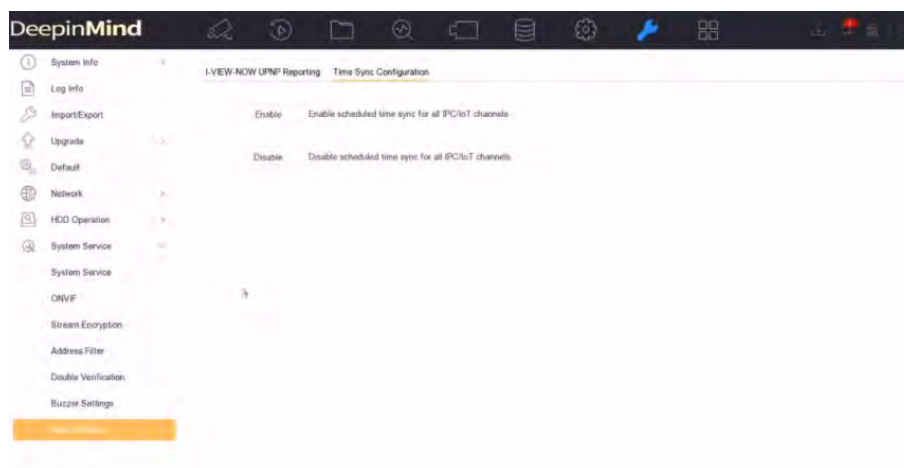 DeepinMind
System Info
Log Info
Import/Export
Upgrade
Default
Network
HDD Operation
System Service
System Service
ONVIF
Stream Encryption
Address Filter
Double Verification
Buzzer Settings
I-VIEW-NOW UPNP Reporting Time Sync Configuration
Enable Enable scheduled time sync for all IPC/IoT channels.
Disable Disable scheduled time sync for all IPC/IoT channels.